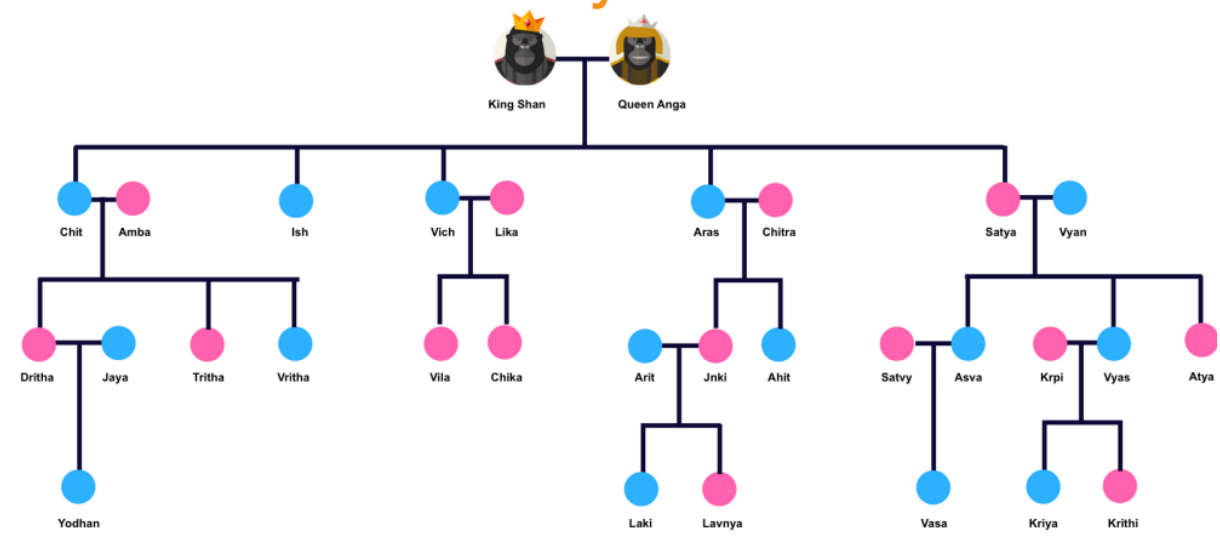 King Shan Queen Anga
Chit Amba Ish Vich Lika Aras Chitra Satya Vyan
Dritha Jaya Tritha Vritha Vila Chika Arit Jnki Ahit Satvy Asva Krpi Vyas Atya
Yodhan Laki Lavnya Vasa Kriya Krithi